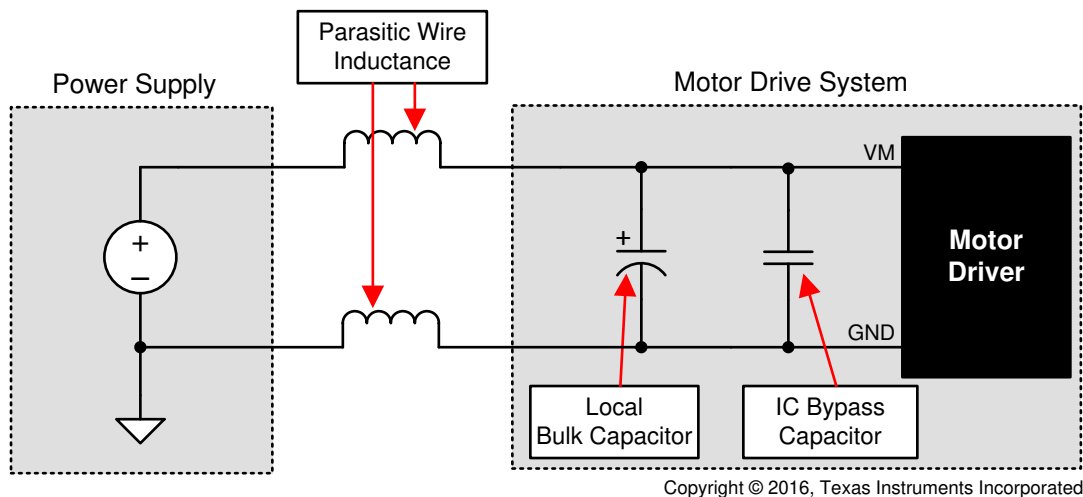 Parasitic Wire
Inductance
Power Supply
Motor Drive System
VM
+
–
+
Motor
Driver
GND
Local
Bulk Capacitor
IC Bypass
Capacitor
Copyright © 2016, Texas Instruments Incorporated